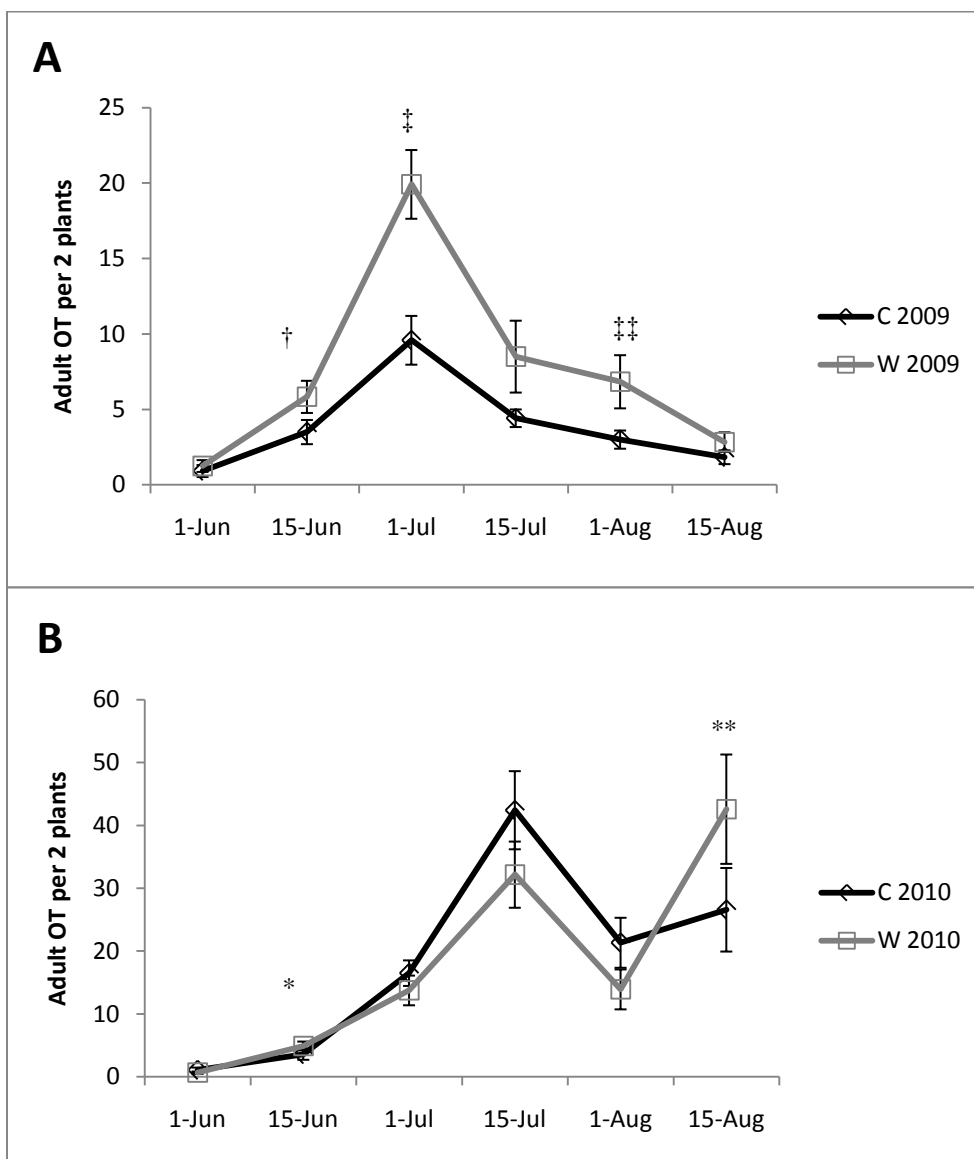 A
Adult OT per 2 plants
25
20
15
10
5
0
†
‡
‡‡
1-Jun 15-Jun 1-Jul 15-Jul 1-Aug 15-Aug
C 2009
W 2009
B
Adult OT per 2 plants
60
50
40
30
20
10
0
*
**
1-Jun 15-Jun 1-Jul 15-Jul 1-Aug 15-Aug
C 2010
W 2010